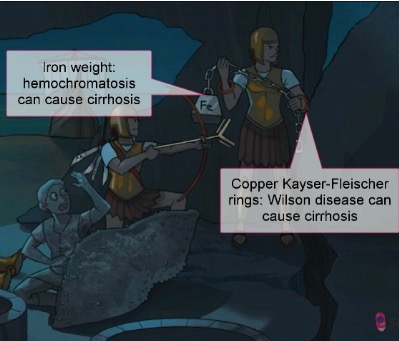 Iron weight:
hemochromatosis
can cause cirrhosis
Fe
Copper Kayser-Fleischer
rings: Wilson disease can
cause cirrhosis